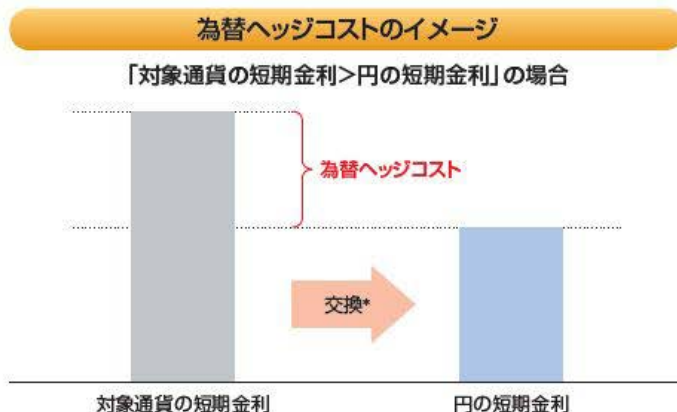 為替ヘッジコストのイメージ
「対象通貨の短期金利>円の短期金利」の場合
為替ヘッジコスト
交換*
対象通貨の短期金利
円の短期金利